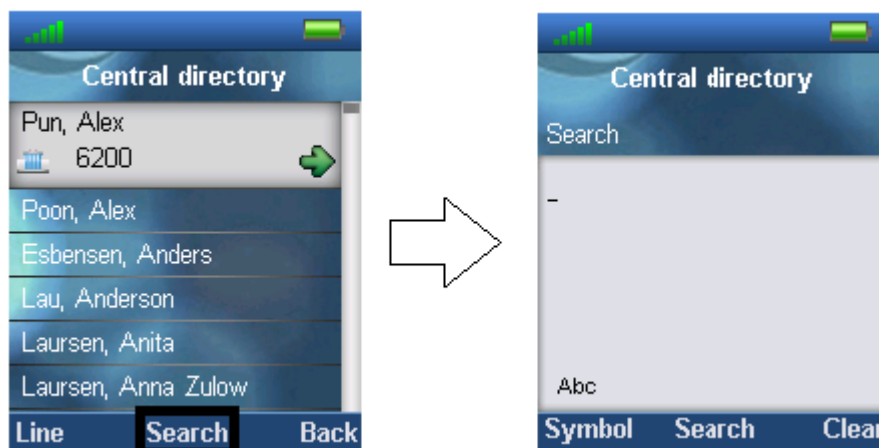 Central directory
Pun, Alex
6200
Poon, Alex
Esbensen, Anders
Lau, Anderson
Laursen, Anita
Laursen, Anna Zulow
Line Search Back
Central directory
Search
_
Abc
Symbol Search Clear